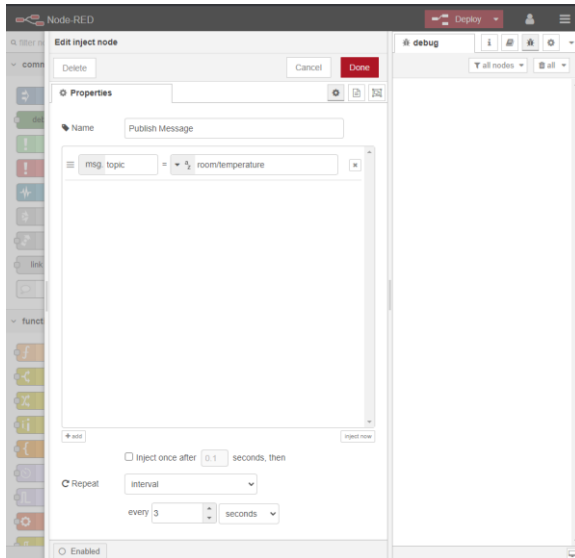 Node-RED
Deploy
filter n
Edit inject node
debug
i
comm
Delete
Cancel
Done
all nodes
all
Properties
Name
Publish Message
msg. topic
=
a z
room/temperature
x
link
funct
+ add
inject now
Inject once after
0.1
seconds, then
Repeat
interval
every
3
seconds
Enabled